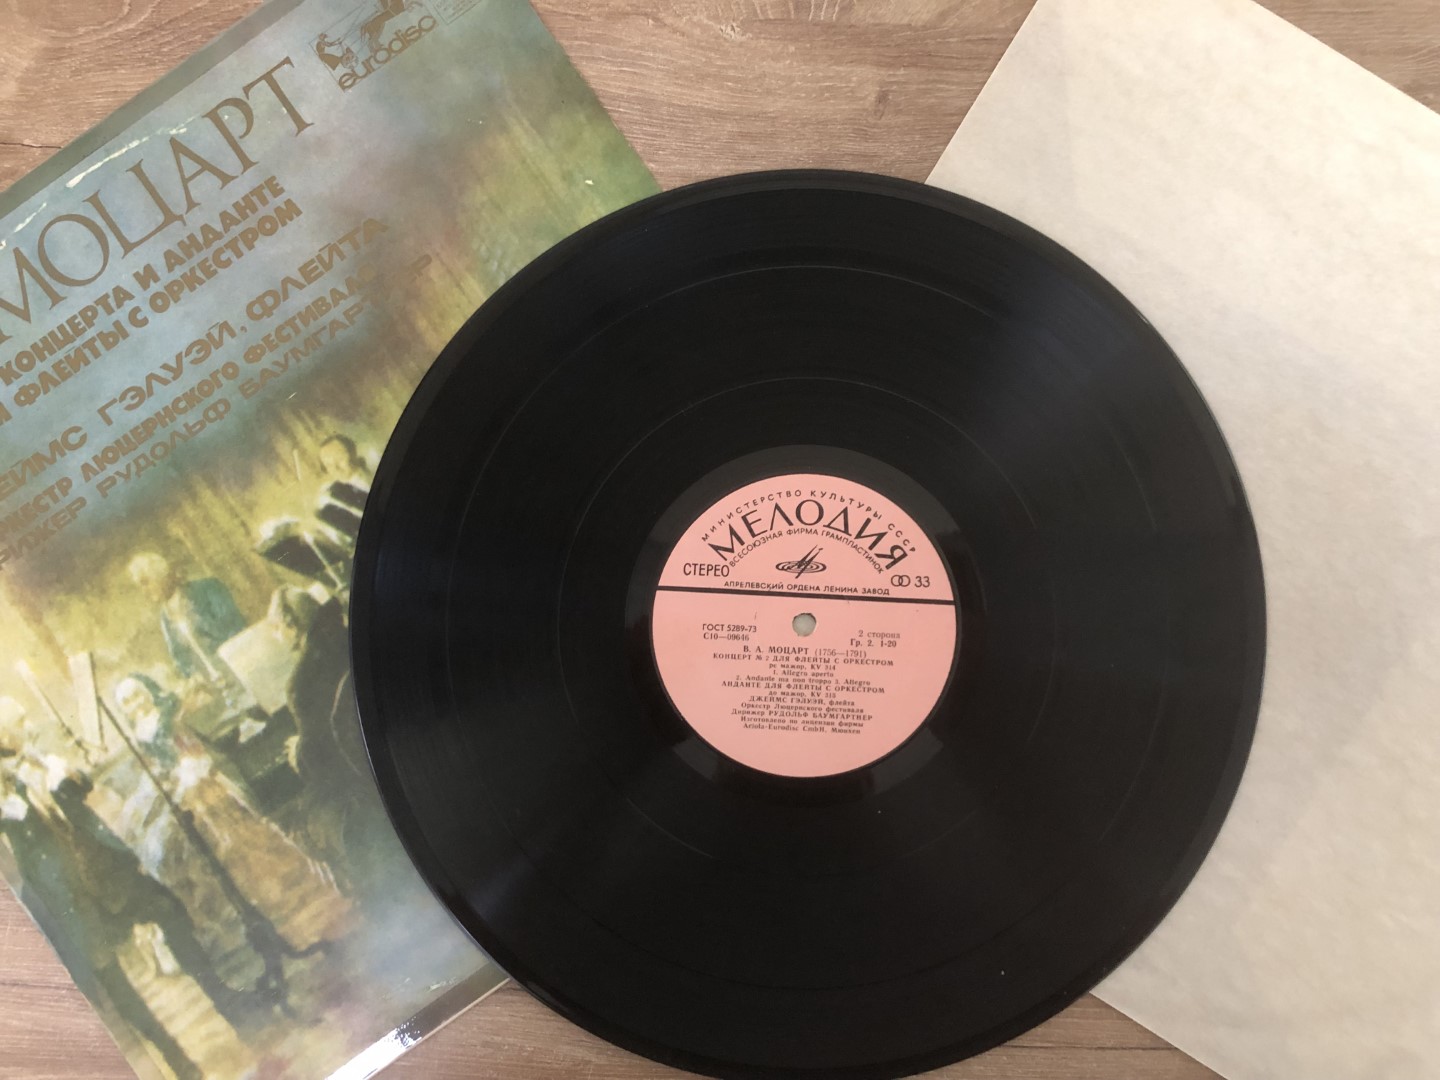 eurodisc
МОЦАРТ
КОНЦЕРТА И АНДАНТЕ
ФЛЕЙТЫ С ОРКЕСТРОМ
ГЭЛУЭЙ, ФЛЕЙТА
ЛЮЦЕРНСКОГО ФЕСТИВАЛЯ
РУДОЛЬФ
МИНИСТЕРСТВО КУЛЬТУРЫ СССР
МЕЛОДИЯ
ВСЕСОЮЗНАЯ ФИРМА ГРАМПЛАСТИНОК
СТЕРЕО
33
АПРЕЛЕВСКИЙ ОРДЕНА ЛЕНИНА ЗАВОД
ГОСТ 5289-73
С10—09646
2 сторона
Гр. 2. 1-20
В. А. МОЦАРТ (1756—1791)
КОНЦЕРТ № 2 ДЛЯ ФЛЕЙТЫ С ОРКЕСТРОМ
ре мажор, KV 314
1. Allegro aperto
2. Andante ma non troppo 3. Allegro
АНДАНТЕ ДЛЯ ФЛЕЙТЫ С ОРКЕСТРОМ
до мажор, KV 315
ДЖЕЙМС ГЭЛУЭЙ, флейта
Оркестр Люцернского фестиваля
Дирижер РУДОЛЬФ БАУМГАРТНЕР
Изготовлено по лицензии фирмы
Ariola-Eurodisc GmbH, Мюнхен